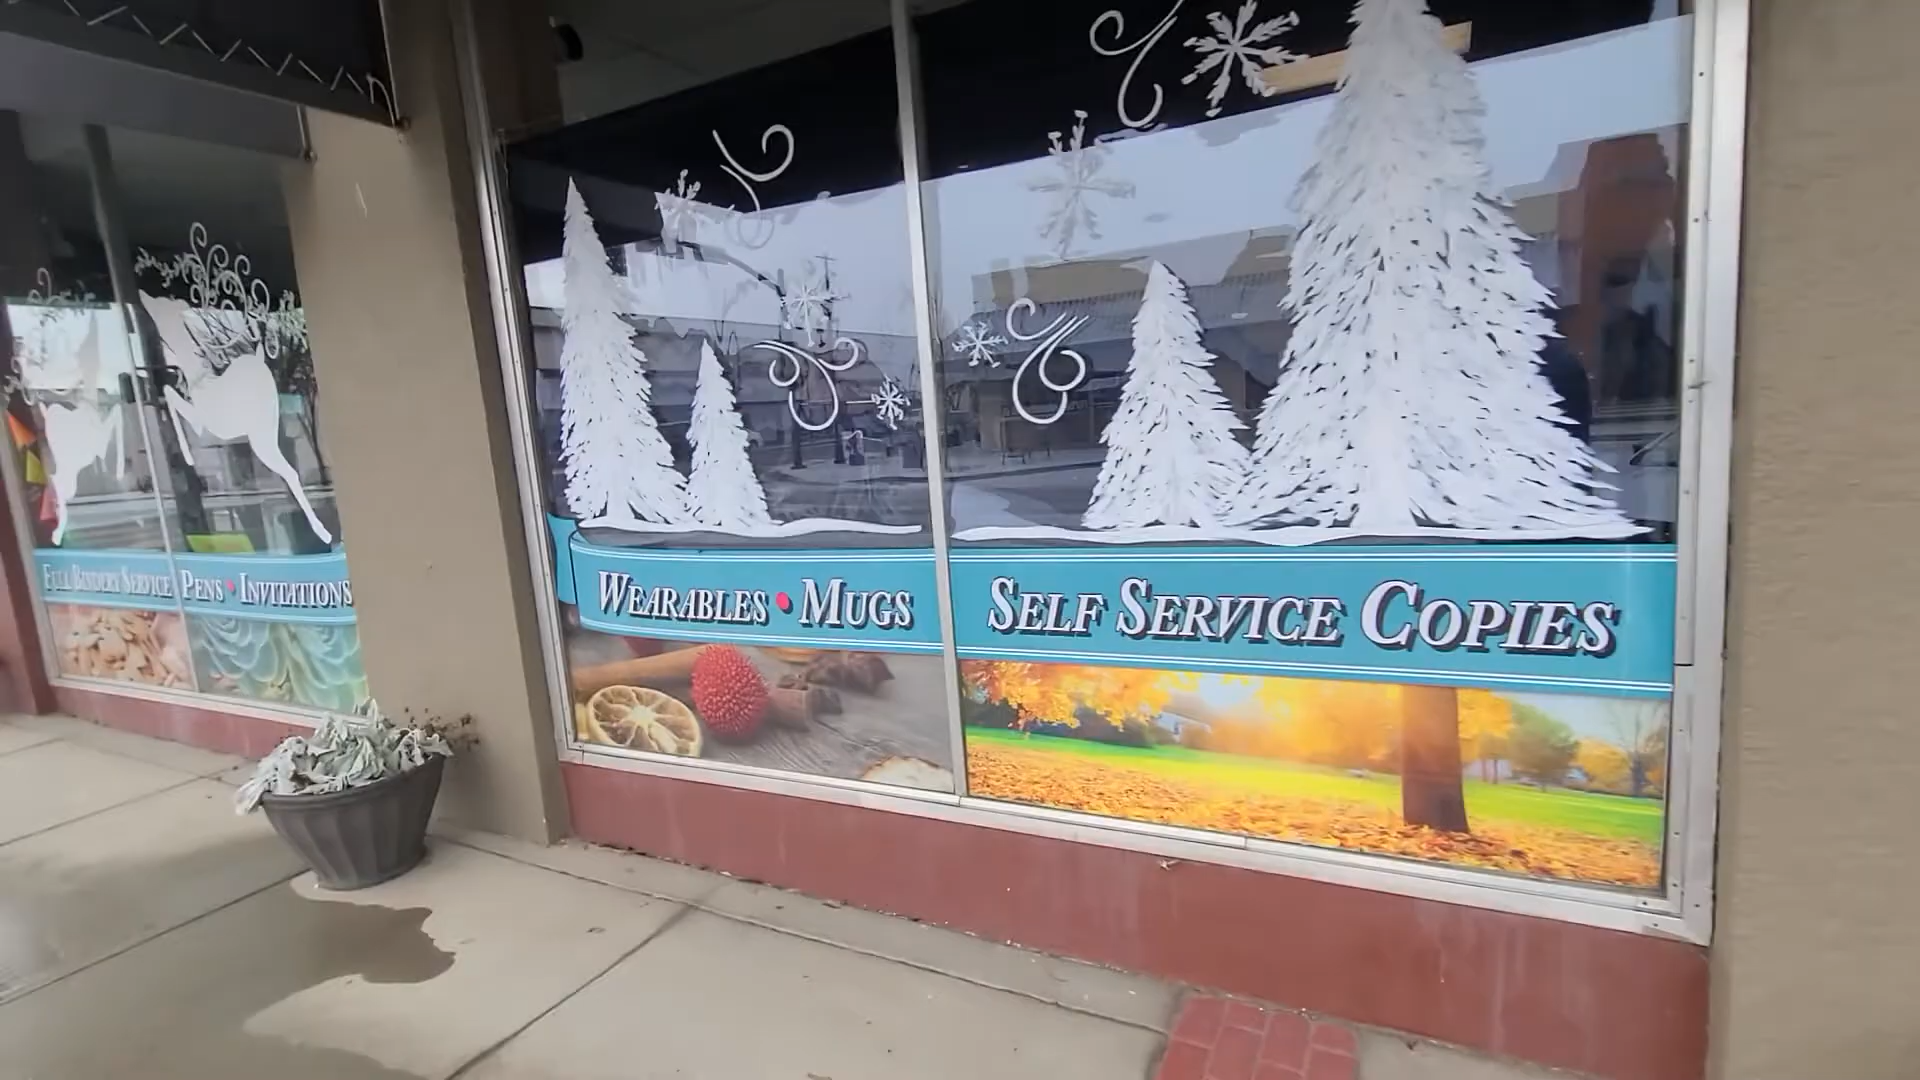 Full Bindery Service
Pens • Invitations
Wearables • Mugs
Self Service Copies